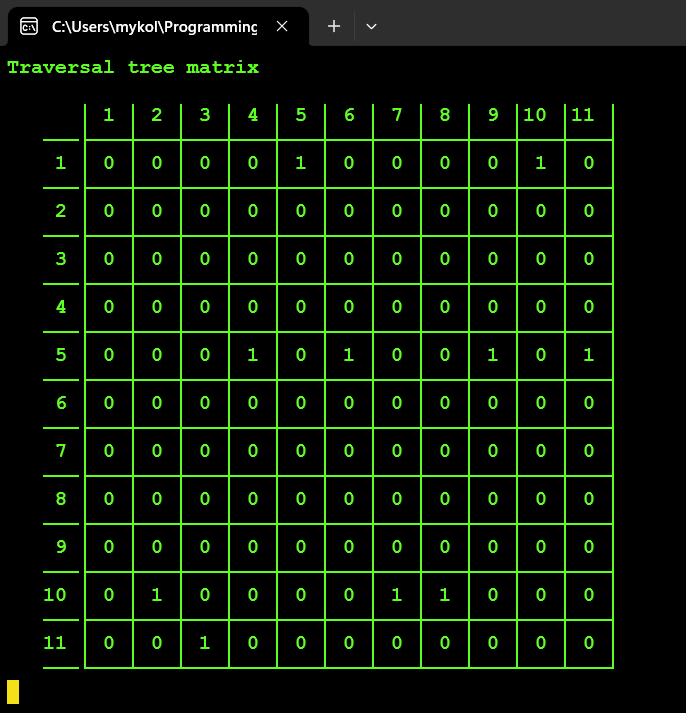 C:\Users\mykol\Programming
Traversal tree matrix
1 2 3 4 5 6 7 8 9 10 11
1 0 0 0 0 1 0 0 0 0 1 0
2 0 0 0 0 0 0 0 0 0 0 0
3 0 0 0 0 0 0 0 0 0 0 0
4 0 0 0 0 0 0 0 0 0 0 0
5 0 0 0 1 0 1 0 0 1 0 1
6 0 0 0 0 0 0 0 0 0 0 0
7 0 0 0 0 0 0 0 0 0 0 0
8 0 0 0 0 0 0 0 0 0 0 0
9 0 0 0 0 0 0 0 0 0 0 0
10 0 1 0 0 0 0 1 1 0 0 0
11 0 0 1 0 0 0 0 0 0 0 0